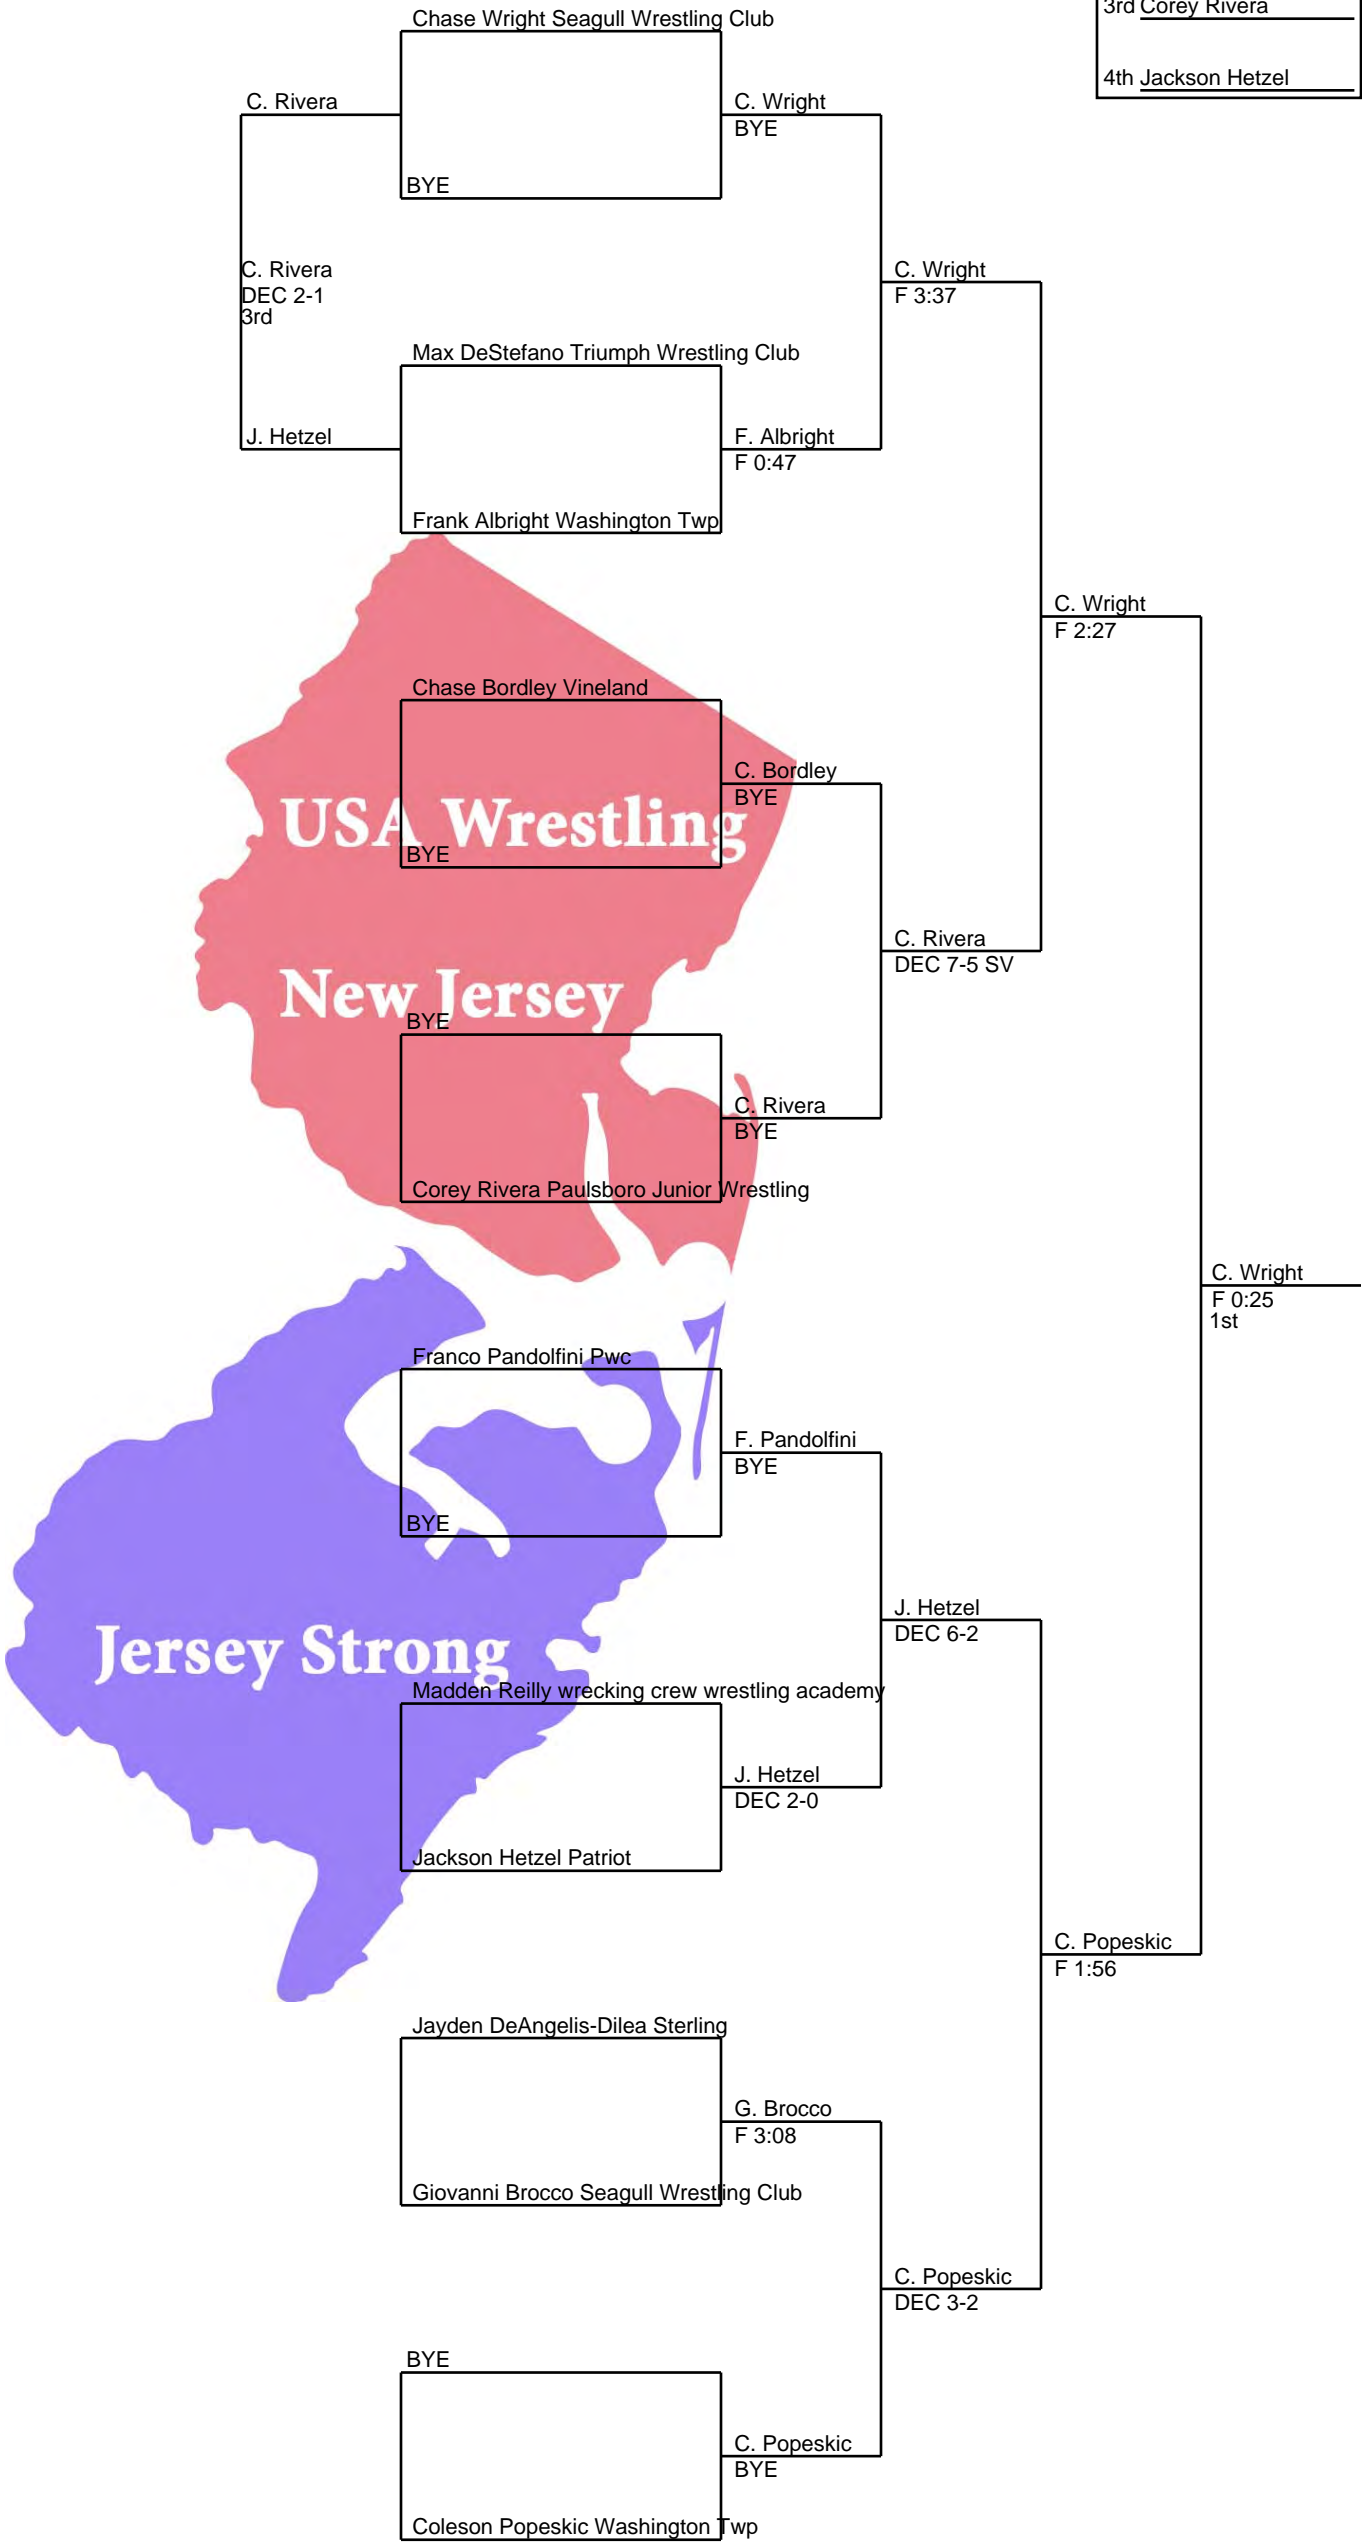 3rd Corey Rivera
Chase Wright Seagull Wrestling Club
4th Jackson Hetzel
C. Rivera
C. Wright
BYE
BYE
C. Rivera
DEC 2-1
3rd
C. Wright
F 3:37
Max DeStefano Triumph Wrestling Club
J. Hetzel
F. Albright
F 0:47
Frank Albright Washington Twp
C. Wright
F 2:27
Chase Bordley Vineland
C. Bordley
BYE
USA Wrestling
BYE
C. Rivera
DEC 7-5 SV
New Jersey
BYE
C. Rivera
BYE
Corey Rivera Paulsboro Junior Wrestling
C. Wright
F 0:25
1st
Franco Pandolfini Pwc
F. Pandolfini
BYE
BYE
J. Hetzel
DEC 6-2
Jersey Strong
Madden Reilly wrecking crew wrestling academy
J. Hetzel
DEC 2-0
Jackson Hetzel Patriot
C. Popeskic
F 1:56
Jayden DeAngelis-Dilea Sterling
G. Brocco
F 3:08
Giovanni Brocco Seagull Wrestling Club
C. Popeskic
DEC 3-2
BYE
C. Popeskic
BYE
Coleson Popeskic Washington Twp